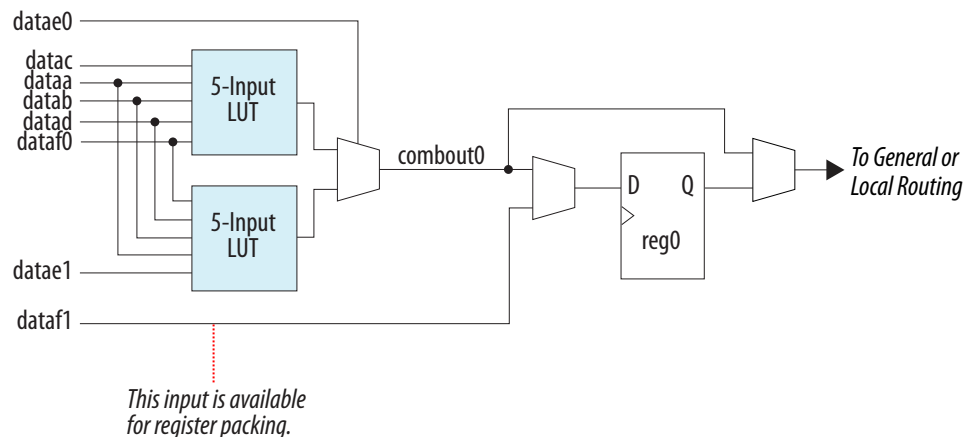 datae0
datac
dataa
datab
datad
dataf0
5-Input
LUT
combout0
D
Q
reg0
To General or
Local Routing
5-Input
LUT
datae1
dataf1
This input is available
for register packing.